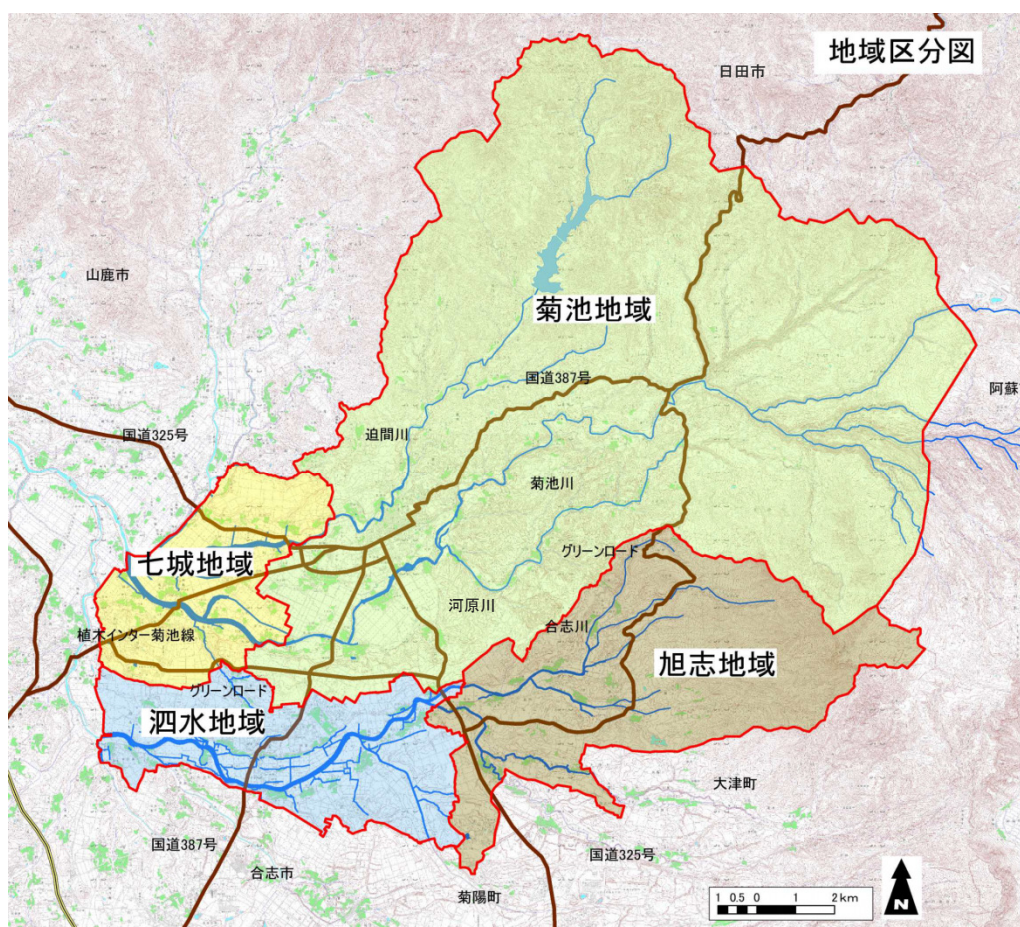 地域区分図
日田市
山鹿市
菊池地域
阿蘇
国道387号
国道325号
迫間川
菊池川
七城地域
グリーンロード
河原川
合志川
植木インター菊池線
旭志地域
グリーンロード
泗水地域
大津町
国道387号
合志市
国道325号
菊陽町
1 0.5 0 1 2km
N